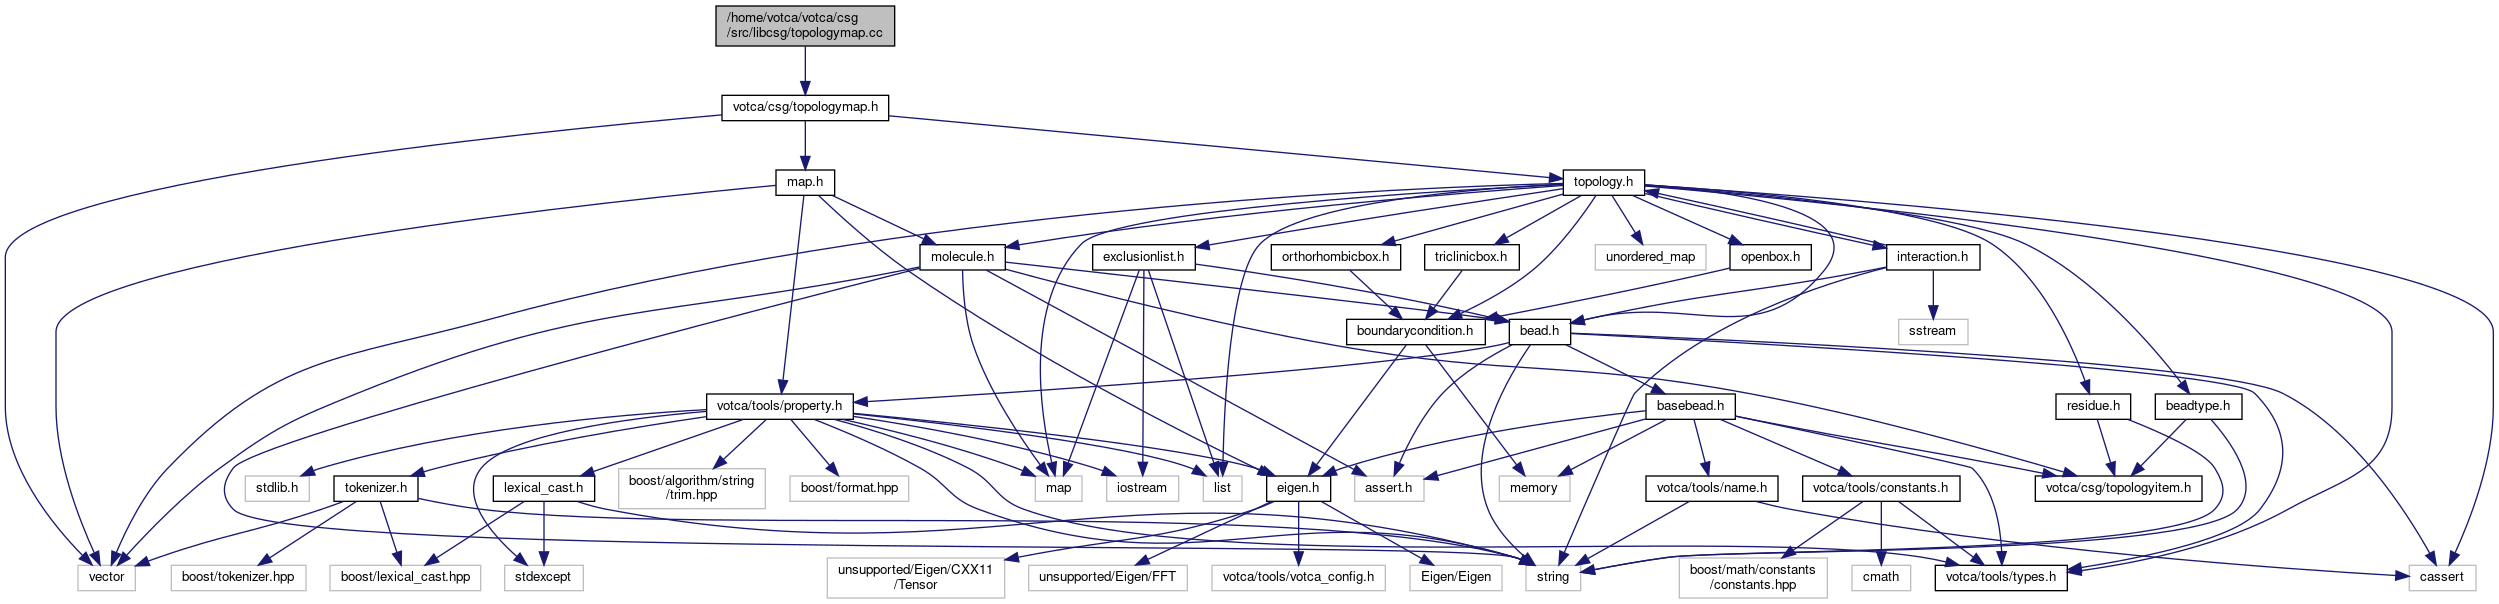 /home/votca/votca/csg
/src/libcsg/topologymap.cc
votca/csg/topologymap.h
map.h
topology.h
molecule.h
exclusionlist.h
orthorhombicbox.h
triclinicbox.h
unordered_map
openbox.h
interaction.h
boundarycondition.h
bead.h
sstream
votca/tools/property.h
basebead.h
residue.h
beadtype.h
stdlib.h
tokenizer.h
lexical_cast.h
boost/algorithm/string
/trim.hpp
boost/format.hpp
map
iostream
list
eigen.h
assert.h
memory
votca/tools/name.h
votca/tools/constants.h
votca/csg/topologyitem.h
vector
boost/tokenizer.hpp
boost/lexical_cast.hpp
stdexcept
unsupported/Eigen/CXX11
/Tensor
unsupported/Eigen/FFT
votca/tools/votca_config.h
Eigen/Eigen
string
boost/math/constants
/constants.hpp
cmath
votca/tools/types.h
cassert